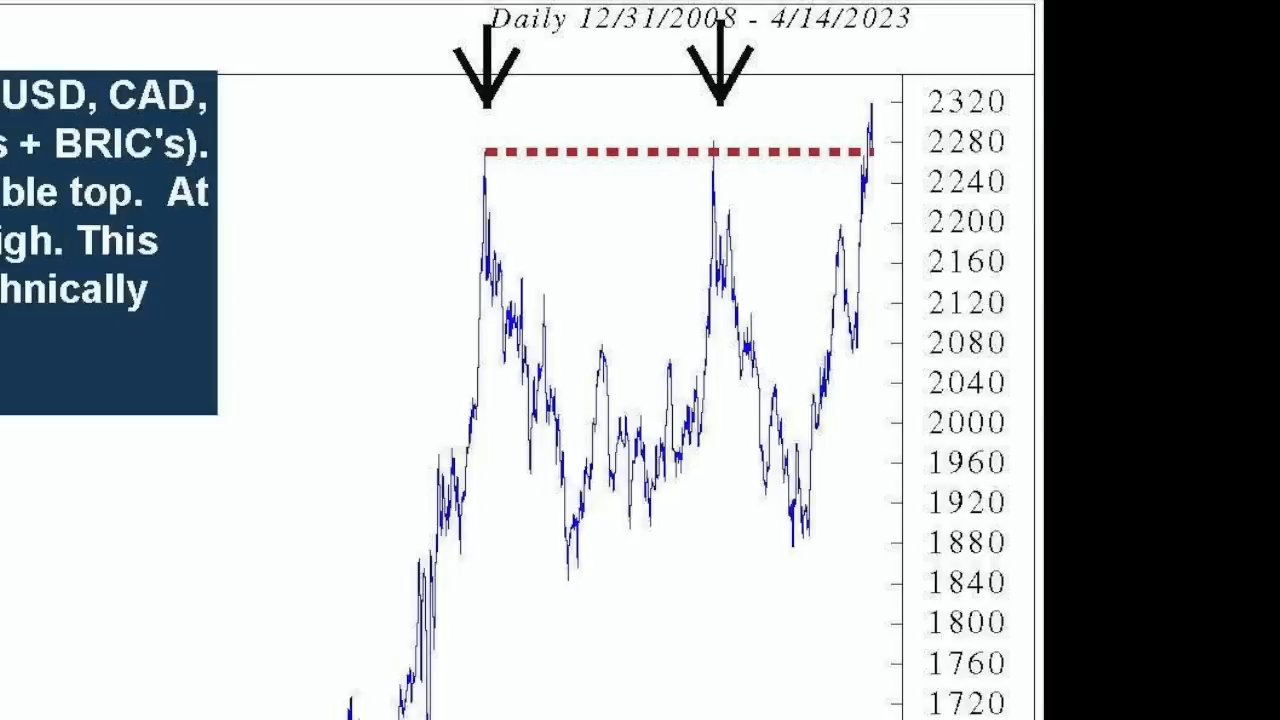 Daily 12/31/2008 - 4/14/2023
USD, CAD,
s + BRIC's).
ble top. At
igh. This
hnically
2320
2280
2240
2200
2160
2120
2080
2040
2000
1960
1920
1880
1840
1800
1760
1720